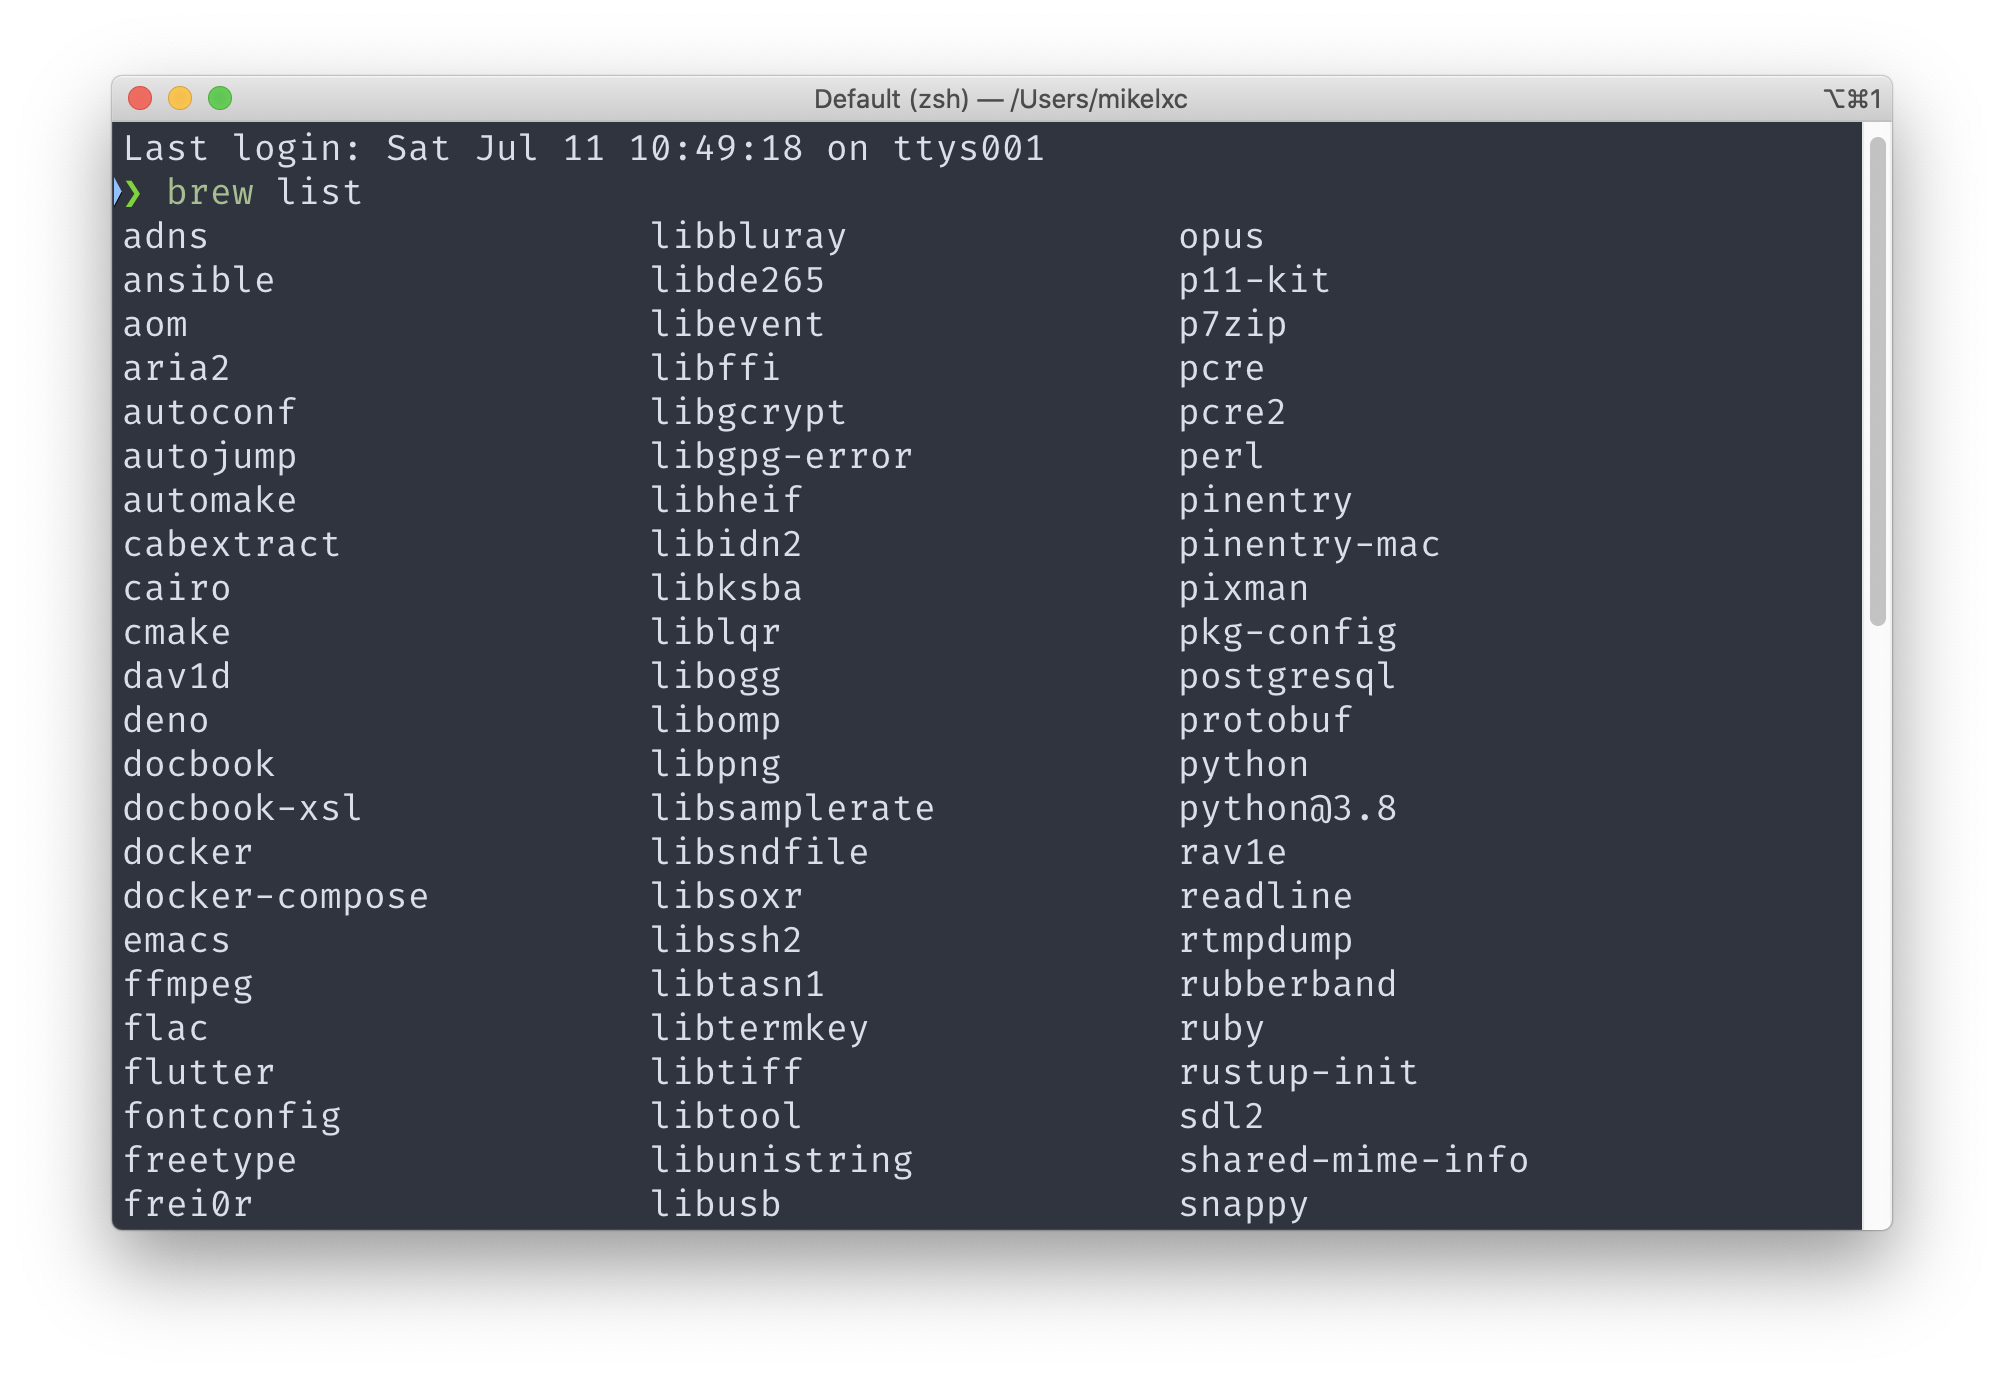 Default (zsh) — /Users/mikelxc ⌥⌘1
Last login: Sat Jul 11 10:49:18 on ttys001
❯ brew list
adns libbluray opus
ansible libde265 p11-kit
aom libevent p7zip
aria2 libffi pcre
autoconf libgcrypt pcre2
autojump libgpg-error perl
automake libheif pinentry
cabextract libidn2 pinentry-mac
cairo libksba pixman
cmake liblqr pkg-config
dav1d libogg postgresql
deno libomp protobuf
docbook libpng python
docbook-xsl libsamplerate python@3.8
docker libsndfile rav1e
docker-compose libsoxr readline
emacs libssh2 rtmpdump
ffmpeg libtasn1 rubberband
flac libtermkey ruby
flutter libtiff rustup-init
fontconfig libtool sdl2
freetype libunistring shared-mime-info
frei0r libusb snappy